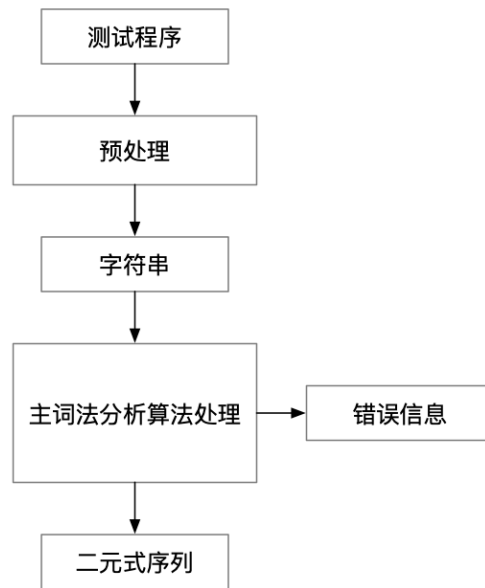 测试程序
预处理
字符串
主词法分析算法处理
错误信息
二元式序列